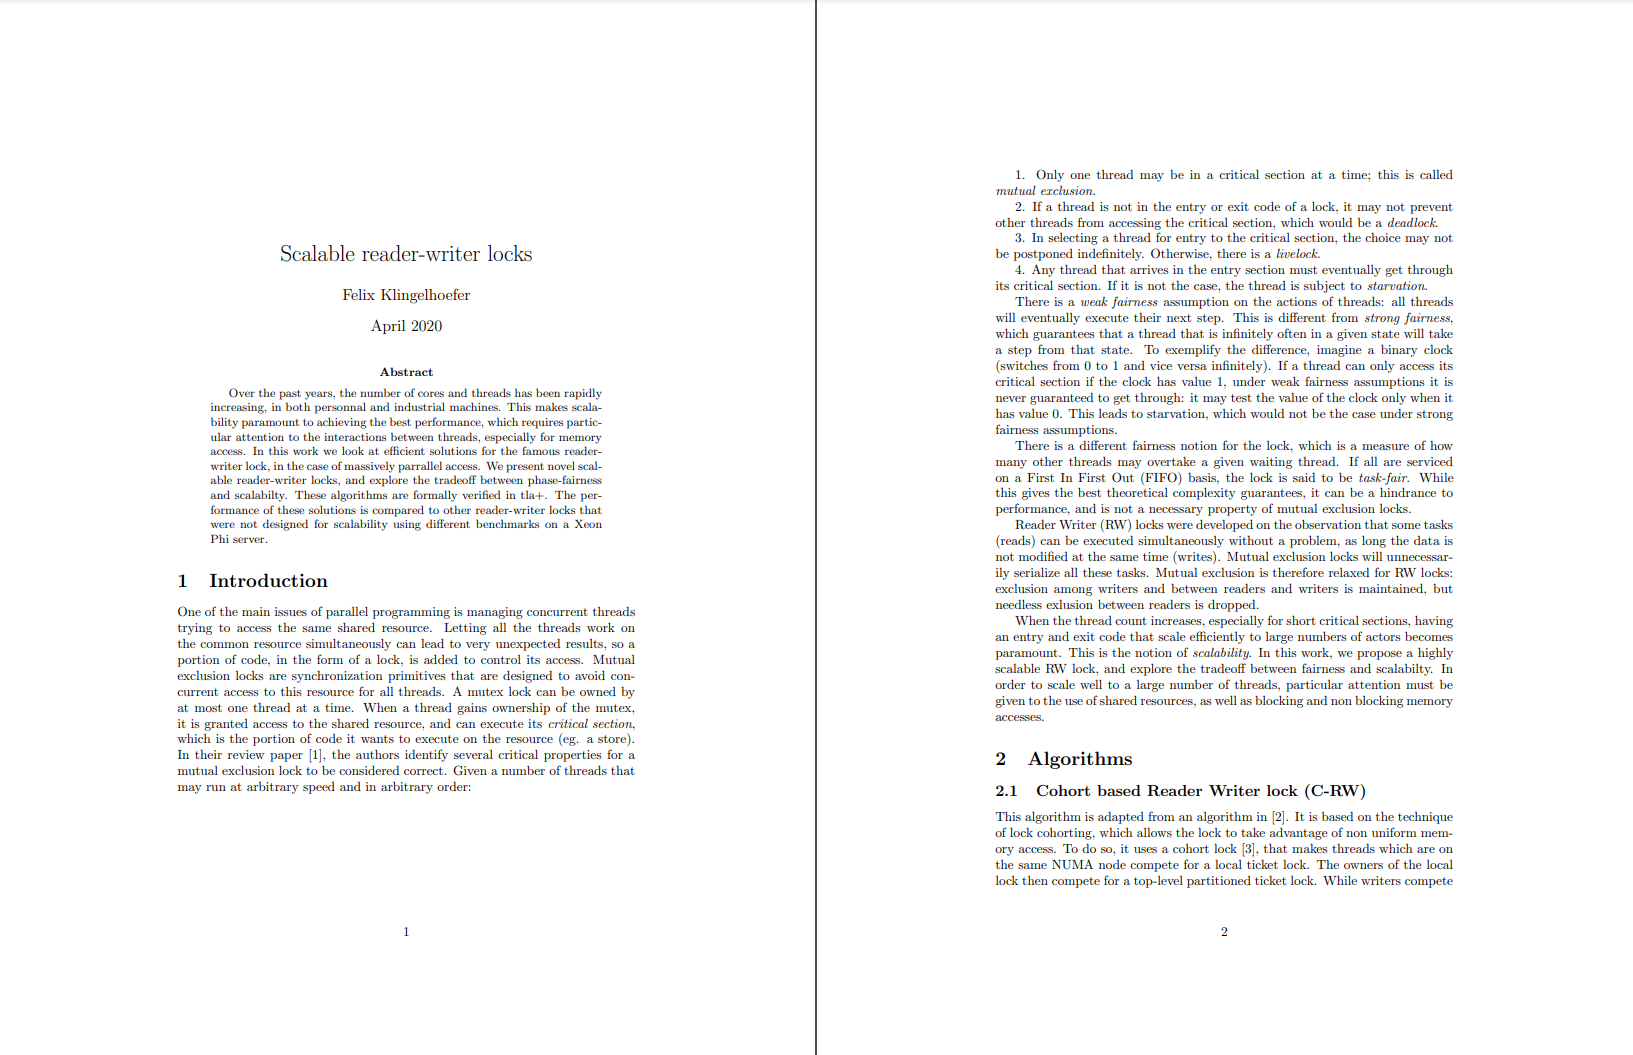 Scalable reader-writer locks
Felix Klingelhoefer
April 2020
Abstract
Over the past years, the number of cores and threads has been rapidly
increasing, in both personnal and industrial machines. This makes scala-
bility paramount to achieving the best performance, which requires partic-
ular attention to the interactions between threads, especially for memory
access. In this work we look at efficient solutions for the famous reader-
writer lock, in the case of massively parrallel access. We present novel scal-
able reader-writer locks, and explore the tradeoff between phase-fairness
and scalabilty. These algorithms are formally verified in tla+. The per-
formance of these solutions is compared to other reader-writer locks that
were not designed for scalability using different benchmarks on a Xeon
Phi server.
1 Introduction
One of the main issues of parallel programming is managing concurrent threads
trying to access the same shared resource. Letting all the threads work on
the common resource simultaneously can lead to very unexpected results, so a
portion of code, in the form of a lock, is added to control its access. Mutual
exclusion locks are synchronization primitives that are designed to avoid con-
current access to this resource for all threads. A mutex lock can be owned by
at most one thread at a time. When a thread gains ownership of the mutex,
it is granted access to the shared resource, and can execute its critical section,
which is the portion of code it wants to execute on the resource (eg. a store).
In their review paper [1], the authors identify several critical properties for a
mutual exclusion lock to be considered correct. Given a number of threads that
may run at arbitrary speed and in arbitrary order:
1
1. Only one thread may be in a critical section at a time; this is called
mutual exclusion.
2. If a thread is not in the entry or exit code of a lock, it may not prevent
other threads from accessing the critical section, which would be a deadlock.
3. In selecting a thread for entry to the critical section, the choice may not
be postponed indefinitely. Otherwise, there is a livelock.
4. Any thread that arrives in the entry section must eventually get through
its critical section. If it is not the case, the thread is subject to starvation.
There is a weak fairness assumption on the actions of threads: all threads
will eventually execute their next step. This is different from strong fairness,
which guarantees that a thread that is infinitely often in a given state will take
a step from that state. To exemplify the difference, imagine a binary clock
(switches from 0 to 1 and vice versa infinitely). If a thread can only access its
critical section if the clock has value 1, under weak fairness assumptions it is
never guaranteed to get through: it may test the value of the clock only when it
has value 0. This leads to starvation, which would not be the case under strong
fairness assumptions.
There is a different fairness notion for the lock, which is a measure of how
many other threads may overtake a given waiting thread. If all are serviced
on a First In First Out (FIFO) basis, the lock is said to be task-fair. While
this gives the best theoretical complexity guarantees, it can be a hindrance to
performance, and is not a necessary property of mutual exclusion locks.
Reader Writer (RW) locks were developed on the observation that some tasks
(reads) can be executed simultaneously without a problem, as long the data is
not modified at the same time (writes). Mutual exclusion locks will unnecessar-
ily serialize all these tasks. Mutual exclusion is therefore relaxed for RW locks:
exclusion among writers and between readers and writers is maintained, but
needless exlusion between readers is dropped.
When the thread count increases, especially for short critical sections, having
an entry and exit code that scale efficiently to large numbers of actors becomes
paramount. This is the notion of scalability. In this work, we propose a highly
scalable RW lock, and explore the tradeoff between fairness and scalabilty. In
order to scale well to a large number of threads, particular attention must be
given to the use of shared resources, as well as blocking and non blocking memory
accesses.
2 Algorithms
2.1 Cohort based Reader Writer lock (C-RW)
This algorithm is adapted from an algorithm in [2]. It is based on the technique
of lock cohorting, which allows the lock to take advantage of non uniform mem-
ory access. To do so, it uses a cohort lock [3], that makes threads which are on
the same NUMA node compete for a local ticket lock. The owners of the local
lock then compete for a top-level partitioned ticket lock. While writers compete
2